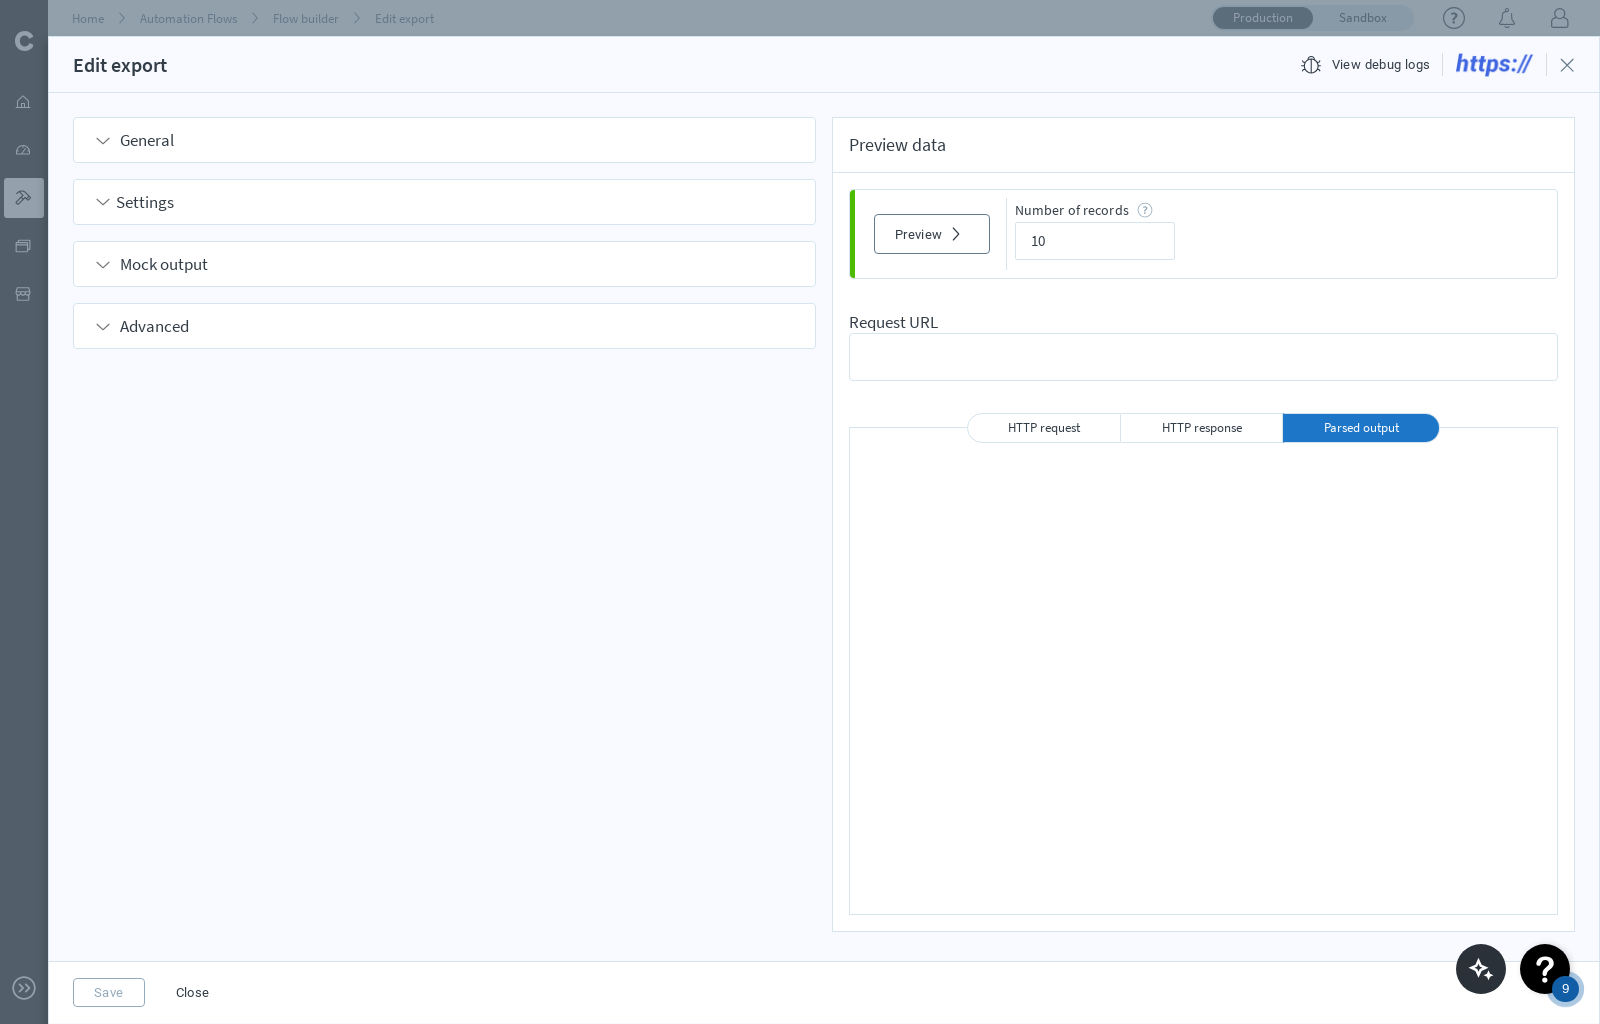 Home
Automation Flows
Flow builder
Edit export
Production
Sandbox
C
Edit export
View debug logs
https://
General
Settings
Mock output
Advanced
Preview data
Preview
Number of records ?
10
Request URL
HTTP request
HTTP response
Parsed output
Save
Close
?
9